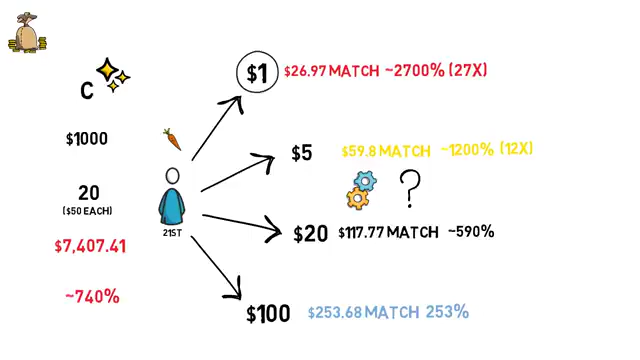 $1 $26.97 MATCH ~2700% (27X)
C
$1000
$5 $59.8 MATCH ~1200% (12X)
20
($50 EACH)
?
21ST
$20 $117.77 MATCH ~590%
$7,407.41
~740%
$100 $253.68 MATCH 253%